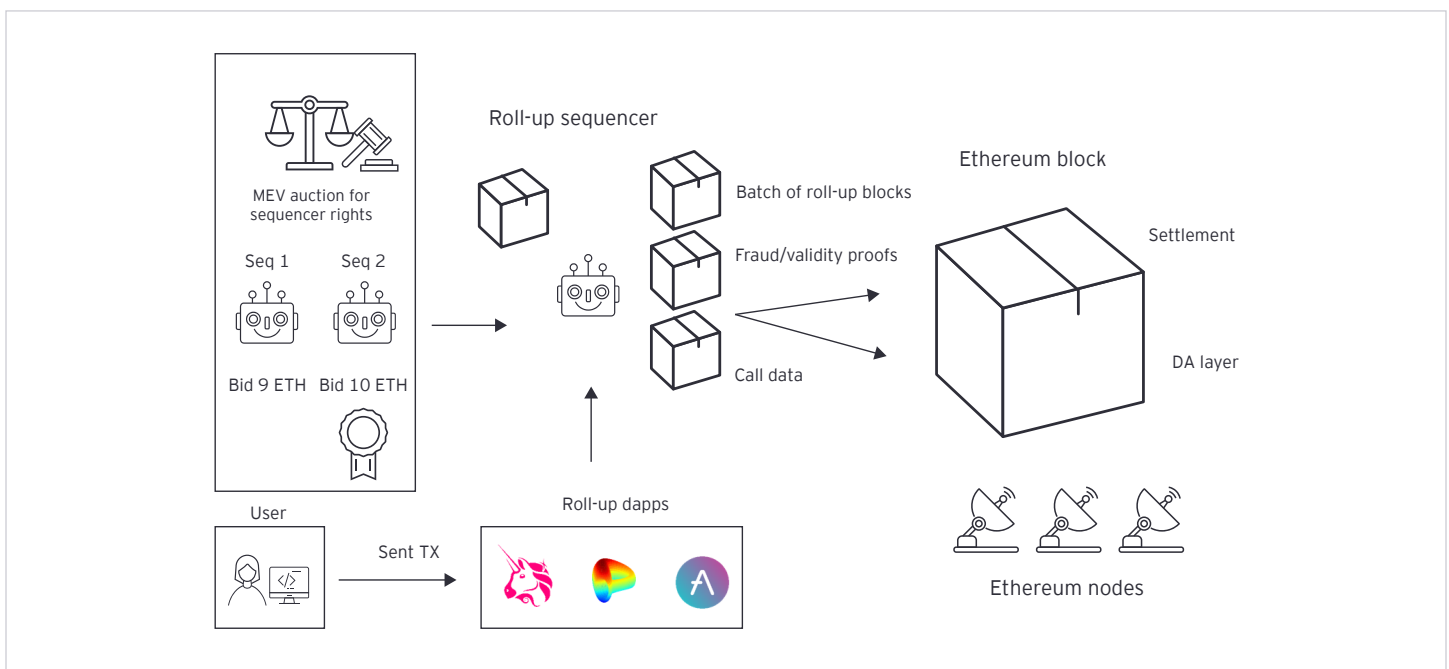 MEV auction for
sequencer rights
Seq 1
Seq 2
Bid 9 ETH
Bid 10 ETH
Roll-up sequencer
Batch of roll-up blocks
Fraud/validity proofs
Call data
Ethereum block
Settlement
DA layer
User
</>
Sent TX
Roll-up dapps
Ethereum nodes